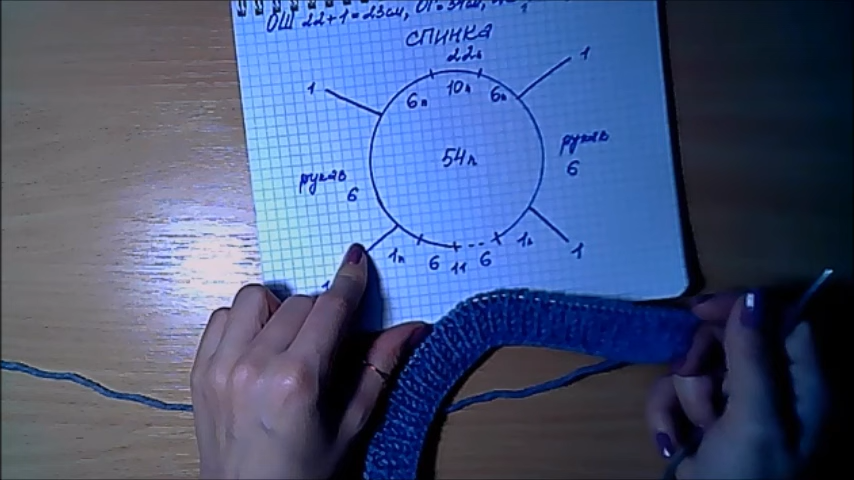 ОШ 22+1=23см,
СПИНКА
22п
1
1
6п 10п 6п
54п
рукав
6
рукав
6
1п 6 11 6 1п
1
1